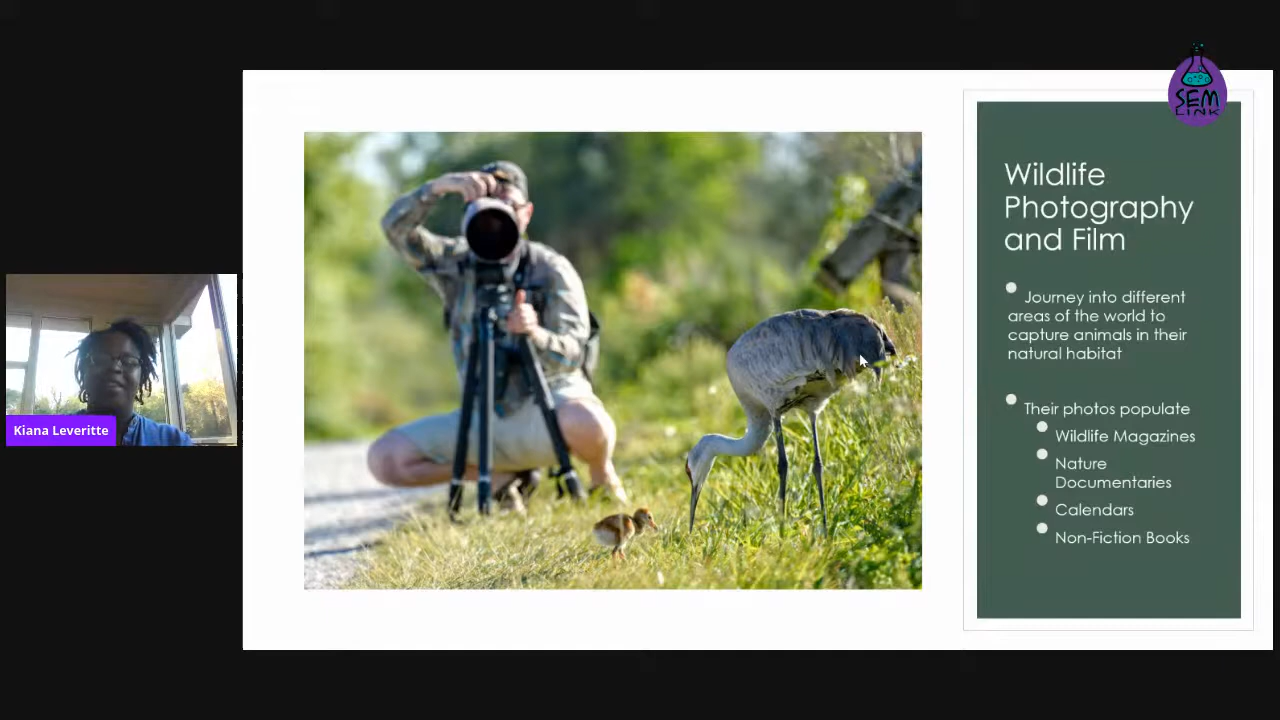 SEM
LINK
Wildlife
Photography
and Film
Journey into different
areas of the world to
capture animals in their
natural habitat
Their photos populate
Wildlife Magazines
Nature
Documentaries
Calendars
Non-Fiction Books
Kiana Leveritte